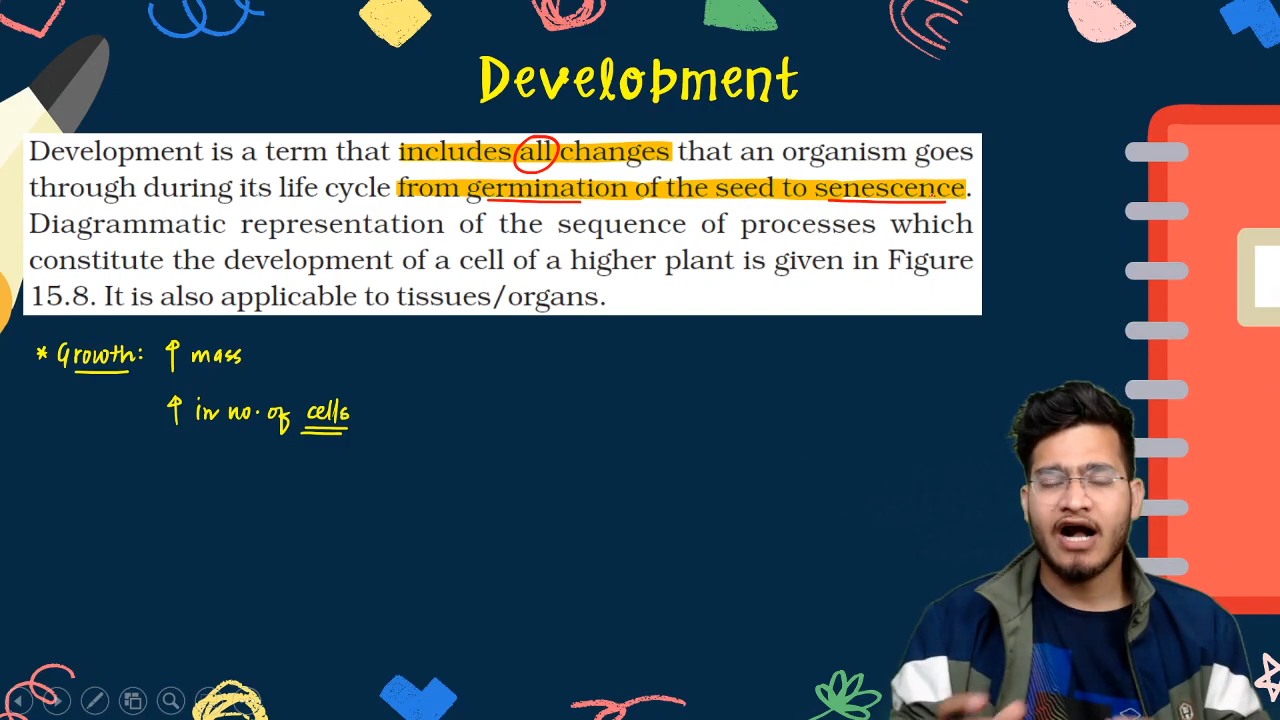 Development
Development is a term that includes all changes that an organism goes
through during its life cycle from germination of the seed to senescence.
Diagrammatic representation of the sequence of processes which
constitute the development of a cell of a higher plant is given in Figure
15.8. It is also applicable to tissues/organs.
* Growth: ↑ mass
↑ in no. of cells